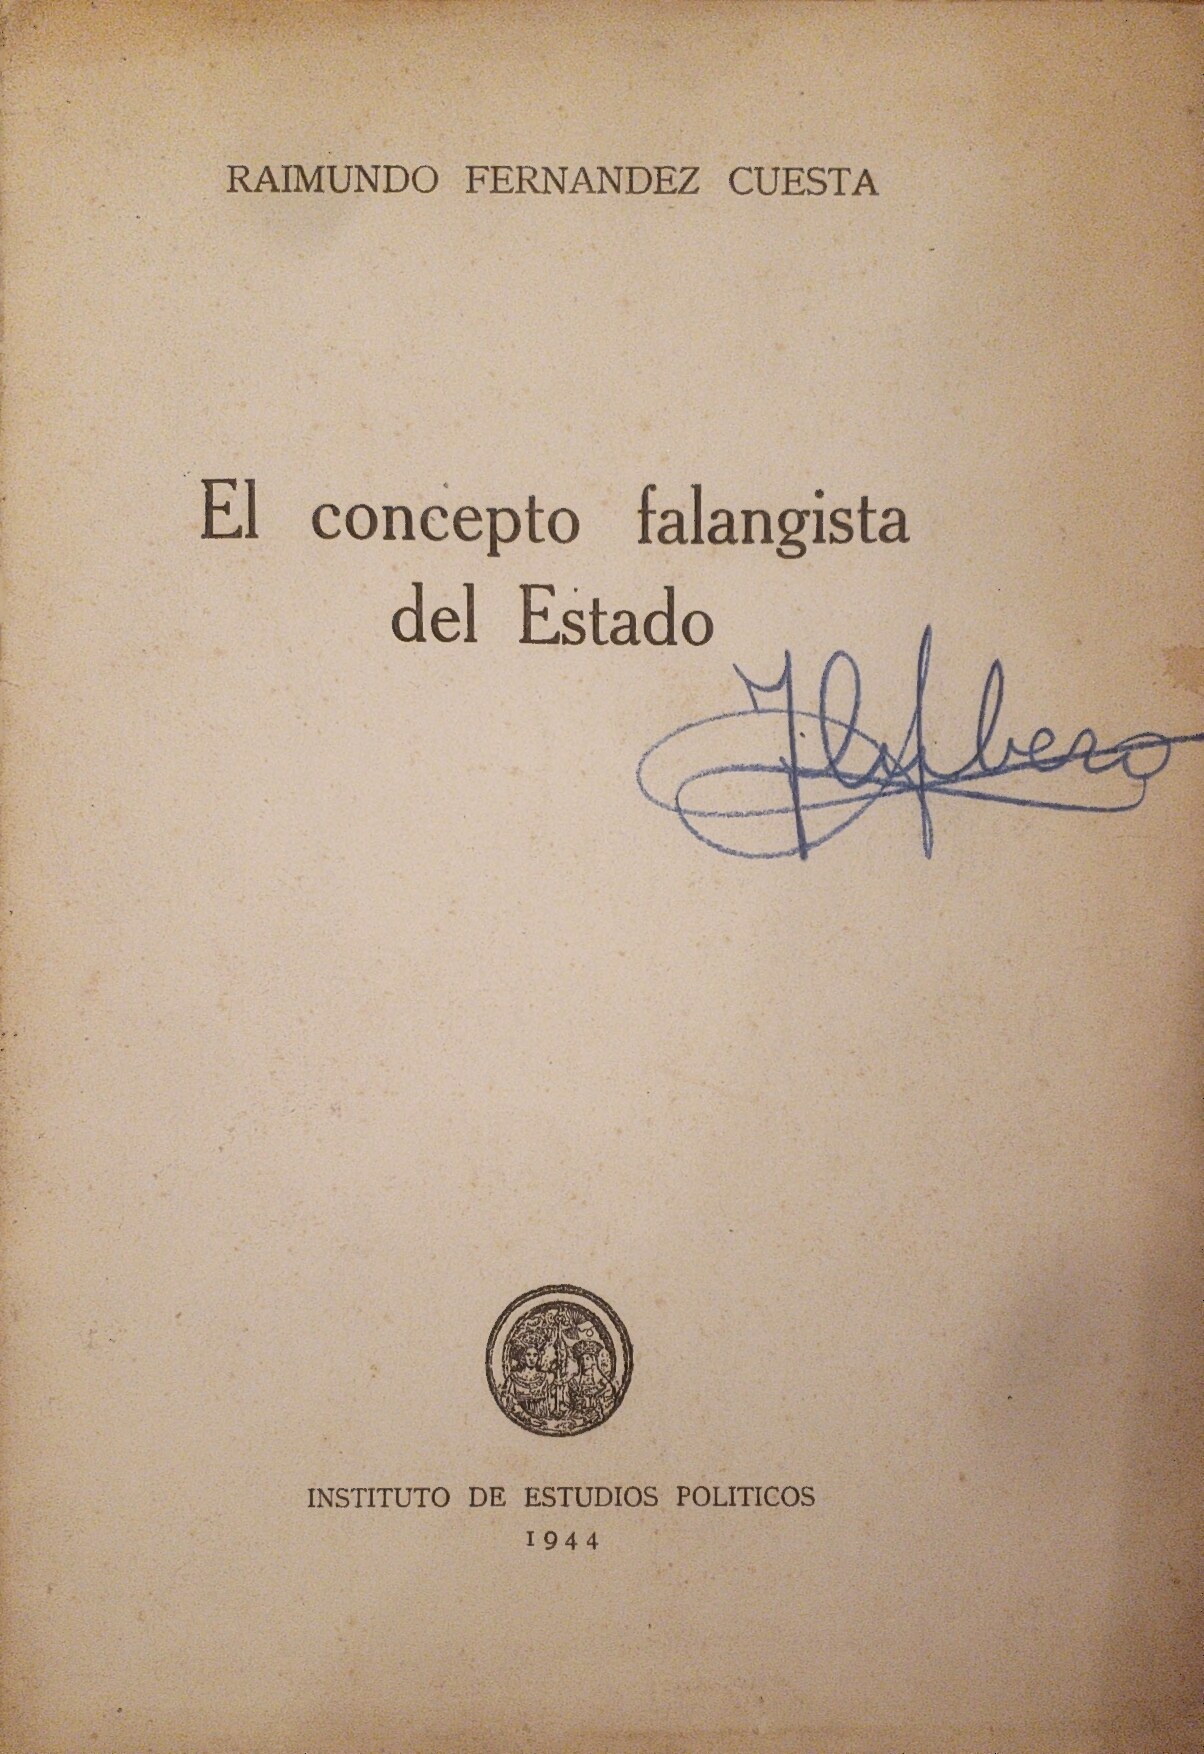 RAIMUNDO FERNANDEZ CUESTA
El concepto falangista
del Estado
INSTITUTO DE ESTUDIOS POLITICOS
1944